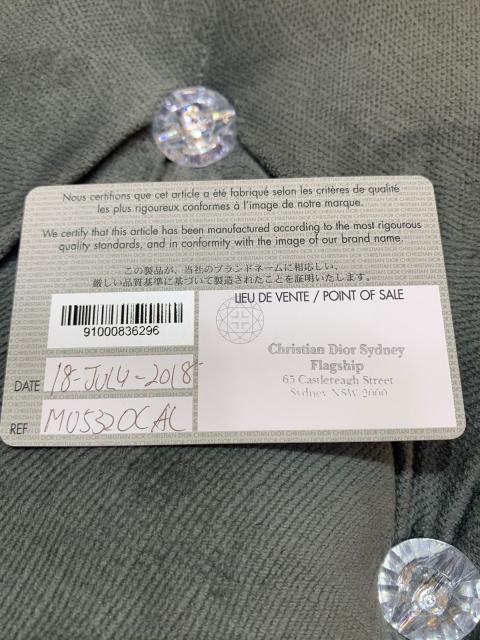 Nous certifions que cet article a été fabriqué selon les critères de qualité
les plus rigoureux conformes à l'image de notre marque.
We certify that this article has been manufactured according to the most rigourous
quality standards, and in conformity with the image of our brand name.
この製品が、当社のブランドネームに相応しい、
厳しい品質基準に基づいて製造されたことを証明いたします。
91000836296
DATE 18-JULY-2018
REF M0532OCAL
LIEU DE VENTE / POINT OF SALE
Christian Dior Sydney
Flagship
65 Castlereagh Street
Sydney NSW 2000